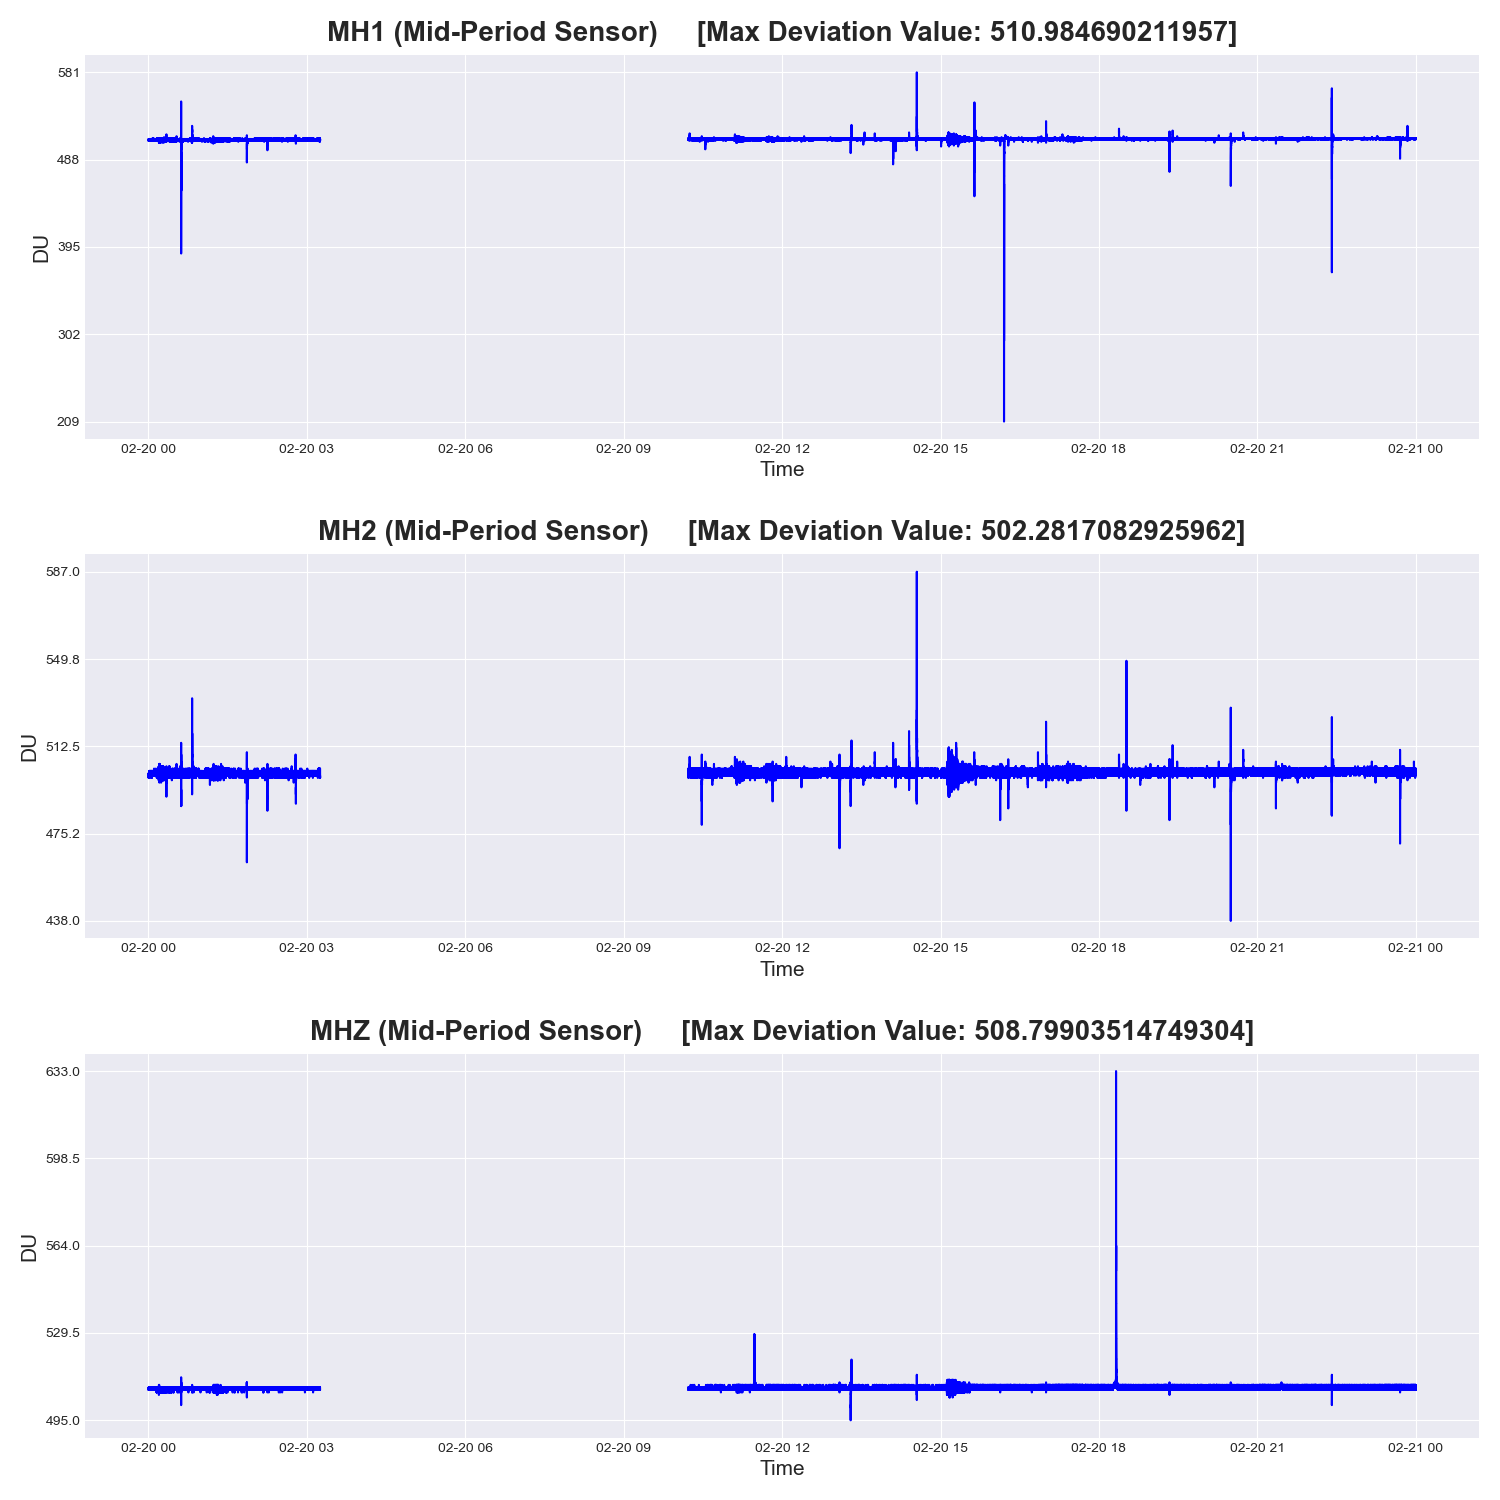 MH1 (Mid-Period Sensor) [Max Deviation Value: 510.984690211957]
581
488
395
302
209
DU
02-20 00 02-20 03 02-20 06 02-20 09 02-20 12 02-20 15 02-20 18 02-20 21 02-21 00
Time
MH2 (Mid-Period Sensor) [Max Deviation Value: 502.2817082925962]
587.0
549.8
512.5
475.2
438.0
DU
02-20 00 02-20 03 02-20 06 02-20 09 02-20 12 02-20 15 02-20 18 02-20 21 02-21 00
Time
MHZ (Mid-Period Sensor) [Max Deviation Value: 508.79903514749304]
633.0
598.5
564.0
529.5
495.0
DU
02-20 00 02-20 03 02-20 06 02-20 09 02-20 12 02-20 15 02-20 18 02-20 21 02-21 00
Time